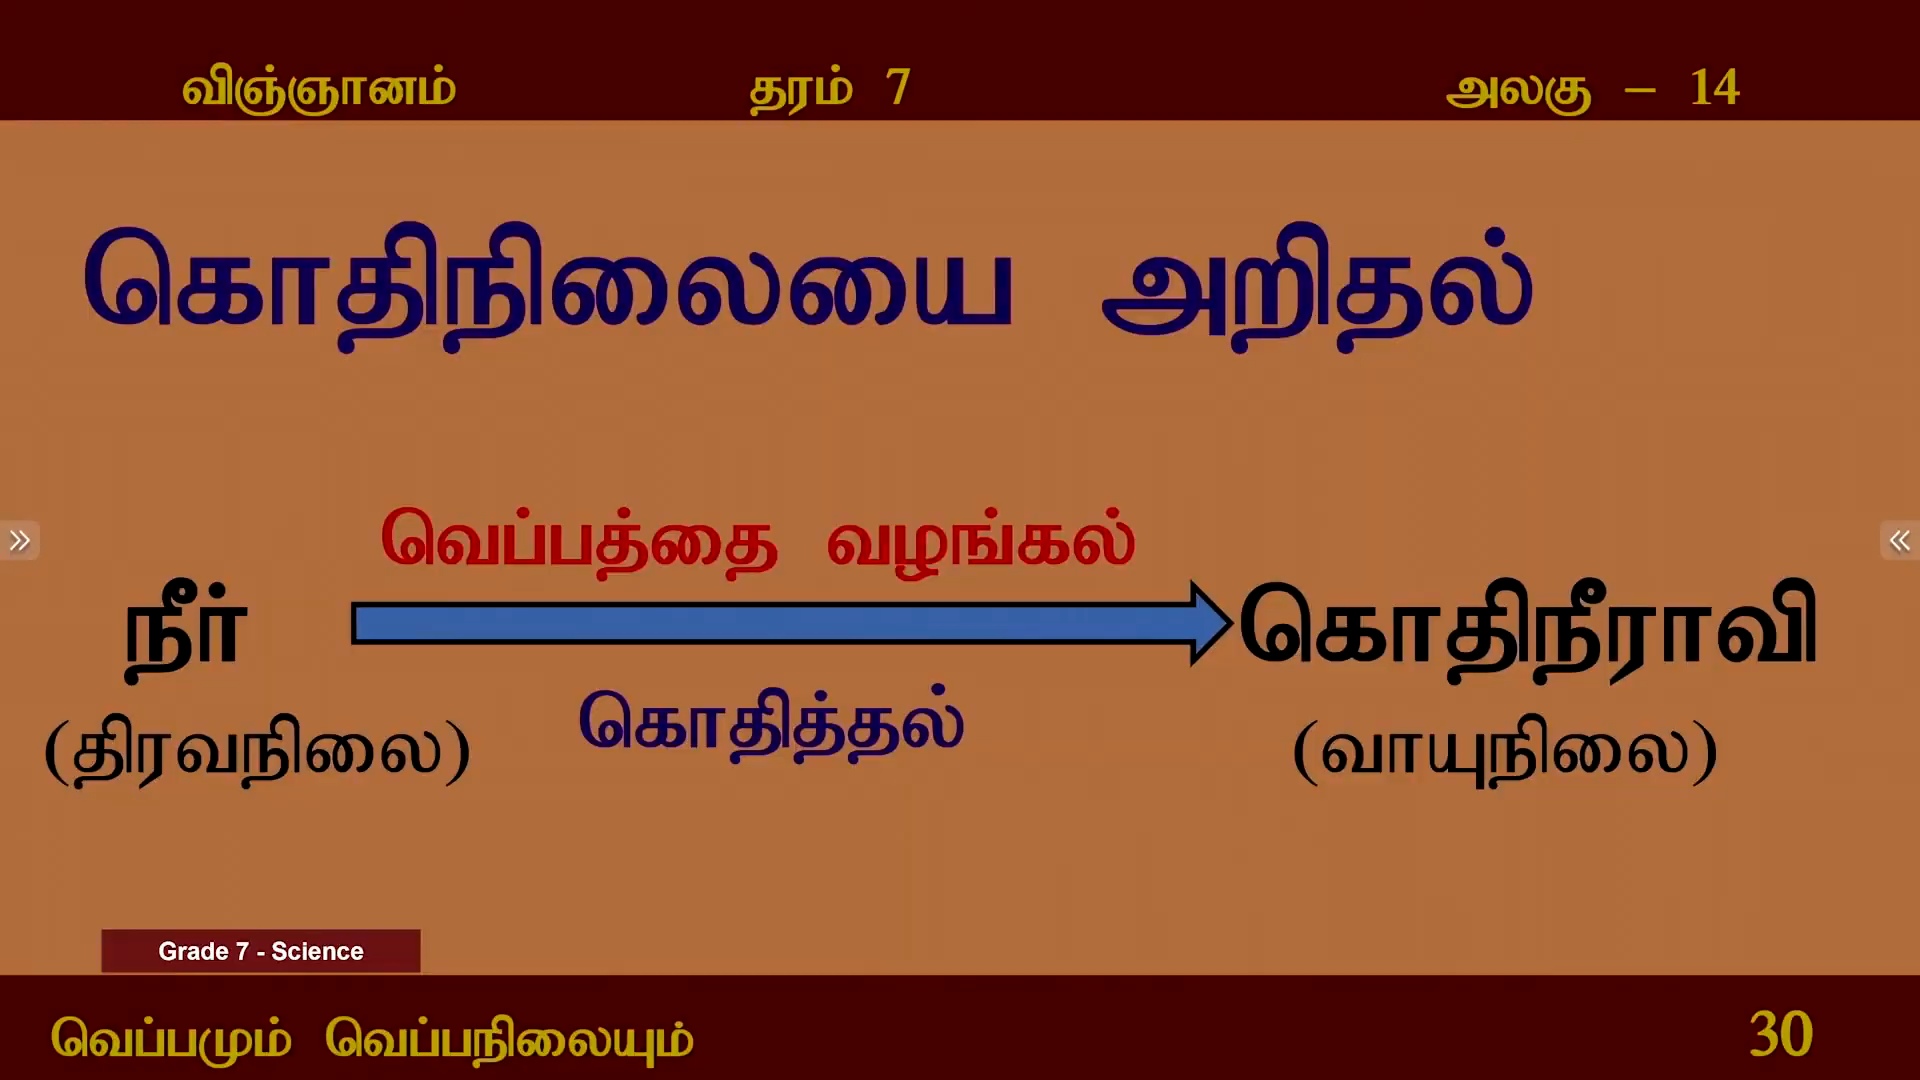 விஞ்ஞானம் தரம் 7 அலகு – 14
கொதிநிலையை அறிதல்
வெப்பத்தை வழங்கல்
நீர் கொதிநீராவி
கொதித்தல்
(திரவநிலை) (வாயுநிலை)
Grade 7 - Science
வெப்பமும் வெப்பநிலையும் 30